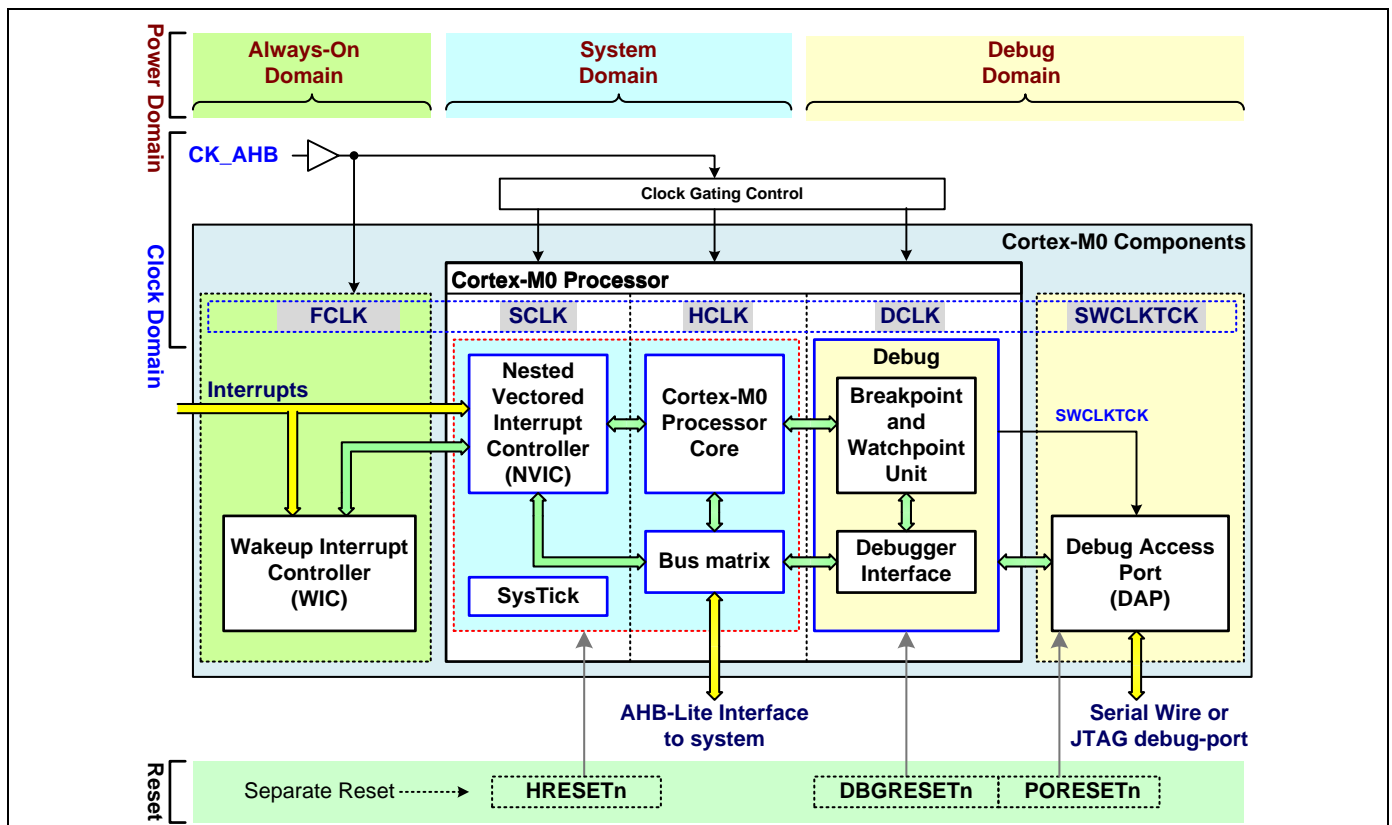 Power Domain
Always-On
Domain
System
Domain
Debug
Domain
Clock Domain
CK_AHB
Clock Gating Control
Cortex-M0 Components
Cortex-M0 Processor
FCLK
SCLK
HCLK
DCLK
SWCLKTCK
Interrupts
Nested
Vectored
Interrupt
Controller
(NVIC)
Cortex-M0
Processor
Core
Debug
Breakpoint
and
Watchpoint
Unit
SWCLKTCK
Wakeup Interrupt
Controller
(WIC)
SysTick
Bus matrix
Debugger
Interface
Debug Access
Port
(DAP)
AHB-Lite Interface
to system
Serial Wire or
JTAG debug-port
Reset
Separate Reset
HRESETn
DBGRESETn
PORESETn